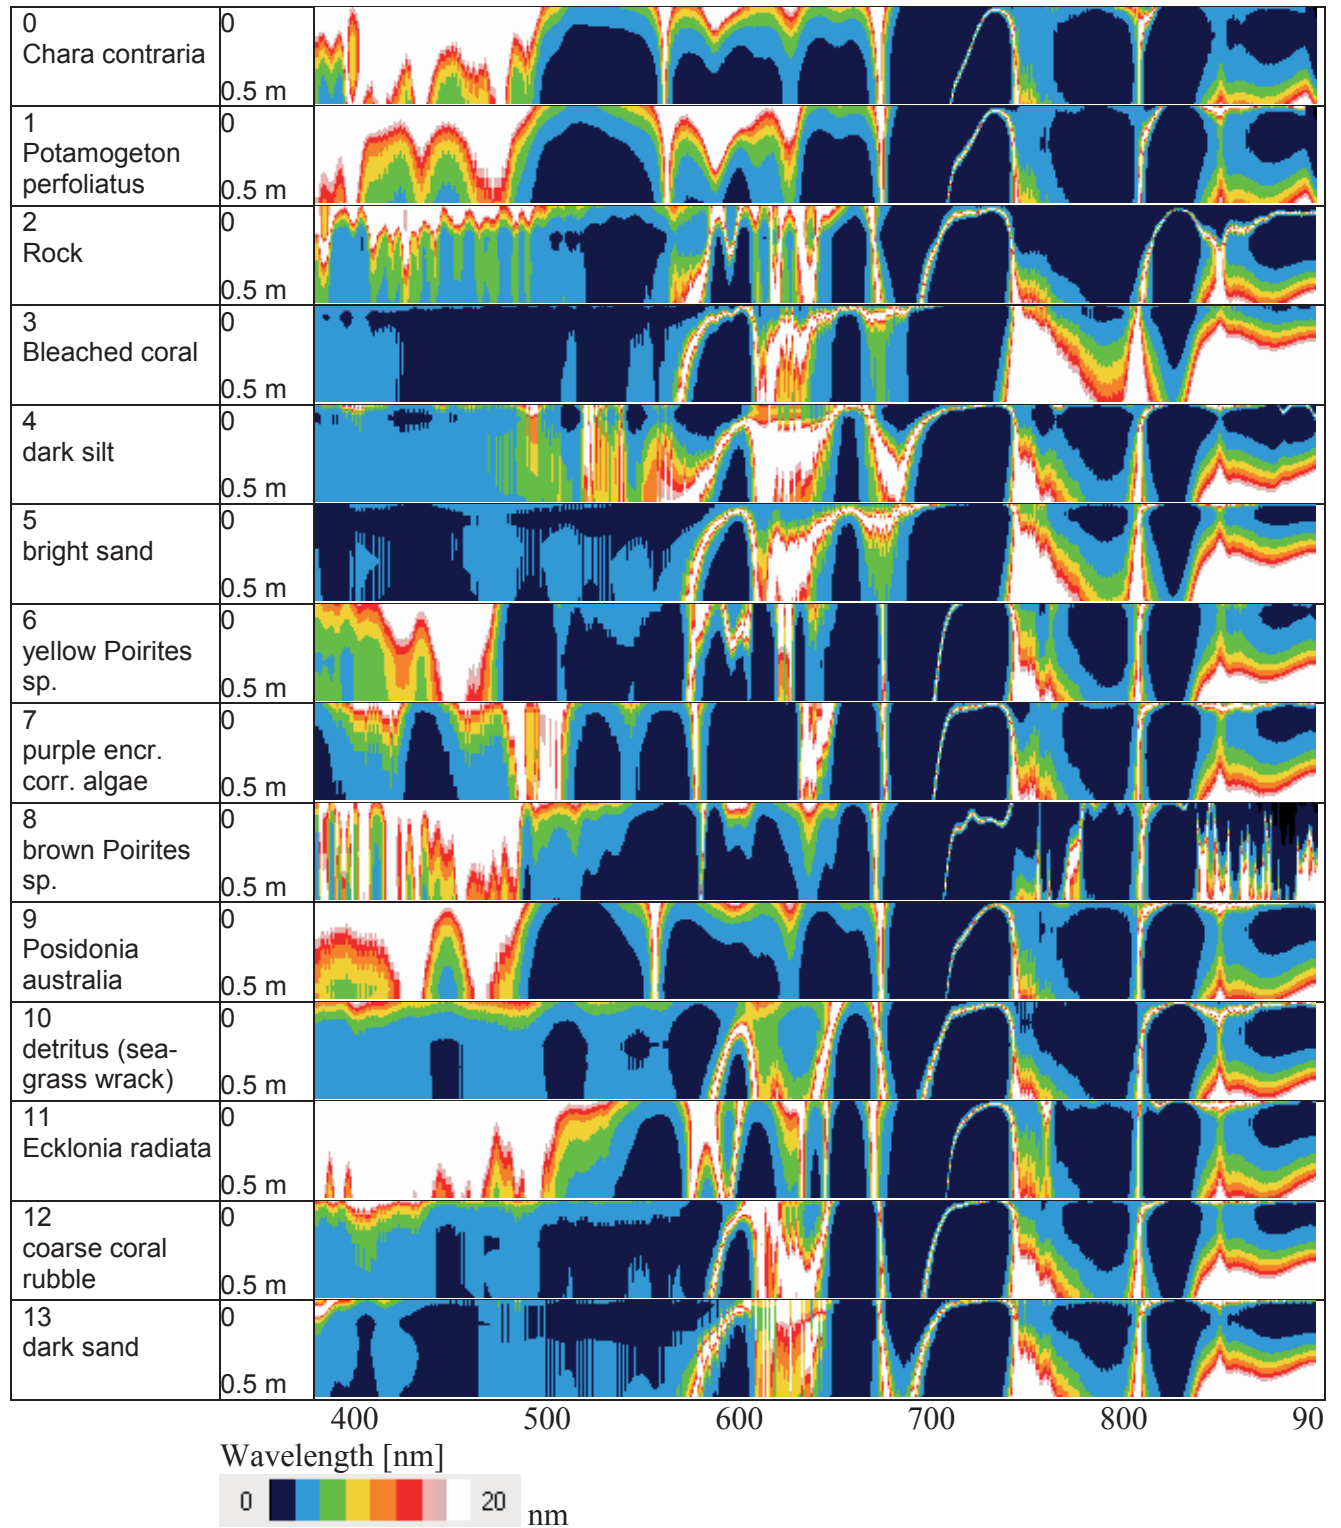 0
Chara contraria
0
0.5 m
1
Potamogeton
perfoliatus
0
0.5 m
2
Rock
0
0.5 m
3
Bleached coral
0
0.5 m
4
dark silt
0
0.5 m
5
bright sand
0
0.5 m
6
yellow Poirites
sp.
0
0.5 m
7
purple encr.
corr. algae
0
0.5 m
8
brown Poirites
sp.
0
0.5 m
9
Posidonia
australia
0
0.5 m
10
detritus (sea-
grass wrack)
0
0.5 m
11
Ecklonia radiata
0
0.5 m
12
coarse coral
rubble
0
0.5 m
13
dark sand
0
0.5 m
400 500 600 700 800 90
Wavelength [nm]
0 20 nm